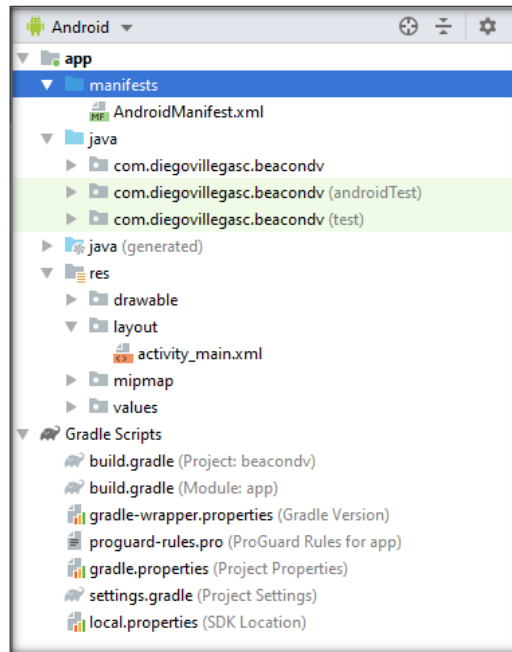 Android
app
manifests
AndroidManifest.xml
java
com.diegovillegasc.beacondv
com.diegovillegasc.beacondv (androidTest)
com.diegovillegasc.beacondv (test)
java (generated)
res
drawable
layout
activity_main.xml
mipmap
values
Gradle Scripts
build.gradle (Project: beacondv)
build.gradle (Module: app)
gradle-wrapper.properties (Gradle Version)
proguard-rules.pro (ProGuard Rules for app)
gradle.properties (Project Properties)
settings.gradle (Project Settings)
local.properties (SDK Location)